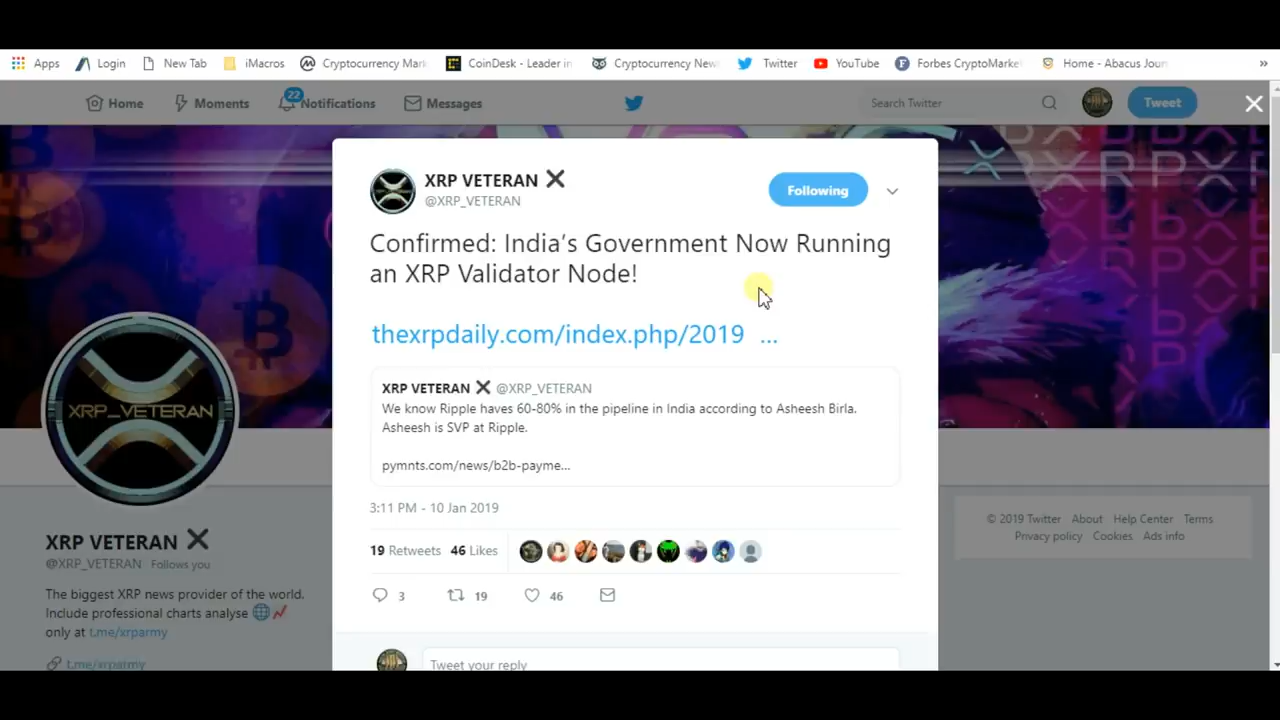 Apps Login New Tab iMacros Cryptocurrency Mark CoinDesk - Leader in Cryptocurrency New Twitter YouTube Forbes CryptoMarke Home - Abacus Jour »
Home Moments 22 Notifications Messages Search Twitter Tweet
XRP VETERAN
@XRP_VETERAN
Following
Confirmed: India's Government Now Running
an XRP Validator Node!
thexrpdaily.com/index.php/2019 ...
XRP VETERAN @XRP_VETERAN
We know Ripple haves 60-80% in the pipeline in India according to Asheesh Birla.
Asheesh is SVP at Ripple.
pymnts.com/news/b2b-payme...
3:11 PM - 10 Jan 2019
19 Retweets 46 Likes
3 19 46
Tweet your reply
XRP_VETERAN
XRP VETERAN
@XRP_VETERAN Follows you
The biggest XRP news provider of the world.
Include professional charts analyse
only at t.me/xrparmy
t.me/xrparmy
© 2019 Twitter About Help Center Terms
Privacy policy Cookies Ads info